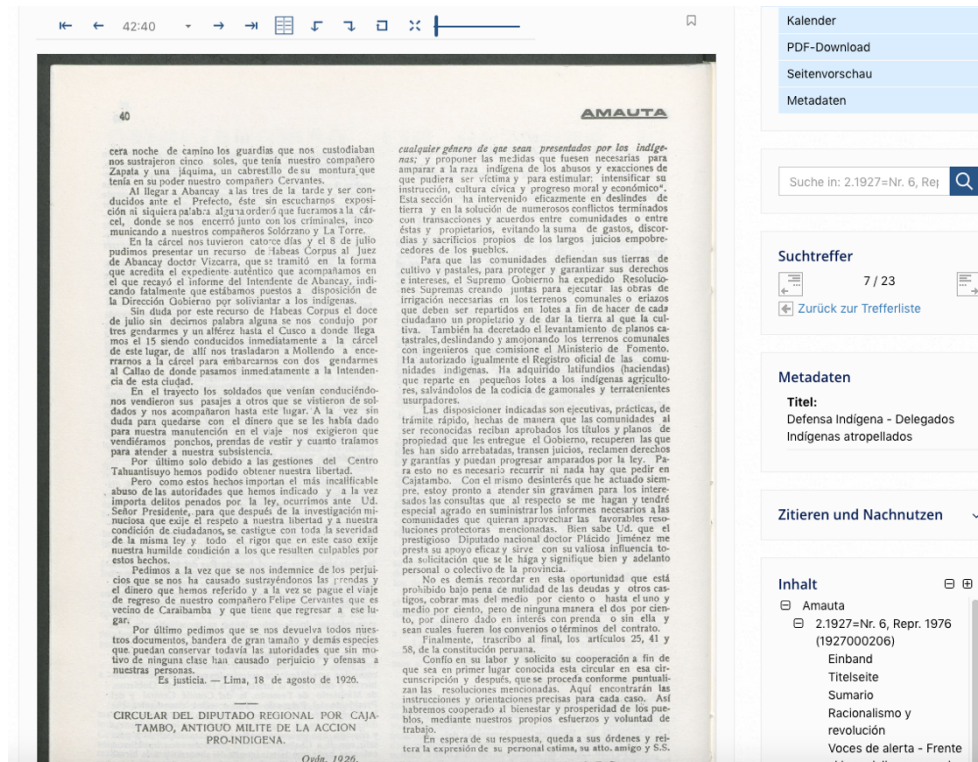 42:40
40
AMAUTA
cera noche de camino los guardias que nos custodiaban
nos sustrajeron cinco soles, que tenía nuestro compañero
Zapata y una jáquima, un cabrestillo de su montura que
tenía en su poder nuestro compañero Cervantes.
Al llegar a Abancay a las tres de la tarde y ser con-
ducidos ante el Prefecto, éste sin escucharnos exposi-
ción ni siquiera palabra alguna ordenó que fueramos a la cár-
cel, donde se nos encerró junto con los criminales, inco
municando a nuestros compañeros Solórzano y La Torre.
En la cárcel nos tuvieron catorce días y el 8 de julio
pudimos presentar un recurso de Habeas Corpus al Juez
de Abancay doctor Vizcarra, que se tramitó en la forma
que acredita el expediente auténtico que acompañamos en
el que recayó el informe del Intendente de Abancay, indi-
cando fatalmente que estábamos puestos a disposición de
la Dirección Gobierno por soliviantar a los indígenas.
Sin duda por este recurso de Habeas Corpus el doce
de julio sin decirnos palabra alguna se nos condujo por
tres gendarmes y un alférez hasta el Cusco a donde llega
mos el 15 siendo conducidos inmediatamente a la cárcel
de este lugar, de allí nos trasladaron a Mollendo a ence-
rrarnos a la cárcel para embarcarnos con dos gendarmes
al Callao de donde pasamos inmediatamente a la Intenden-
cia de esta ciudad.
En el trayecto los soldados que venían conduciéndo-
nos vendieron sus pasajes a otros que se vistieron de sol-
dados y nos acompañaron hasta este lugar. A la vez sin
duda para quedarse con el dinero que se les había dado
para nuestra manutención en el viaje nos exigieron que
vendiéramos ponchos, prendas de vestir y cuanto traíamos
para atender a nuestra subsistencia.
Por último solo debido a las gestiones del Centro
Tahuantisuyo hemos podido obtener nuestra libertad.
Pero como estos hechos importan el más incalificable
abuso de las autoridades que hemos indicado y a la vez
importa delitos penados por la ley, ocurrimos ante Ud.
Señor Presidente, para que después de la investigación mi-
nuciosa que exije el respeto a nuestra libertad y a nuestra
condición de ciudadanos, se castigue con toda la severidad
de la misma ley y todo el rigor que en este caso exije
nuestra humilde condición a los que resulten culpables por
estos hechos.
Pedimos a la vez que se nos indemnice de los perjui-
cios que se nos ha causado sustrayéndonos las prendas y
el dinero que hemos referido y a la vez se pague el viaje
de regreso de nuestro compañero Felipe Cervantes que es
vecino de Caraibamba y que tiene que regresar a ese lu-
gar.
Por último pedimos que se nos devuelva todos nues-
tros documentos, bandera de gran tamaño y demás especies
que puedan conservar todavía las autoridades que sin mo-
tivo de ninguna clase han causado perjuicio y ofensas a
nuestras personas.
Es justicia. — Lima, 18 de agosto de 1926.
CIRCULAR DEL DIPUTADO REGIONAL POR CAJA-
TAMBO, ANTIGUO MILITE DE LA ACCION
PRO-INDIGENA.
Oyón, 1926.
cualquier género de que sean presentados por los indíge-
nas; y proponer las medidas que fuesen necesarias para
amparar a la raza indígena de los abusos y exacciones de
que pudiera ser víctima y para estimular; intensificar su
instrucción, cultura cívica y progreso moral y económico".
Esta sección ha intervenido eficazmente en deslindes de
tierra y en la solución de numerosos conflictos terminados
con transacciones y acuerdos entre comunidades o entre
éstas y propietarios, evitando la suma de gastos, discor-
dias y sacrificios propios de los largos juicios empobre-
cedores de los pueblos.
Para que las comunidades defiendan sus tierras de
cultivo y pastales, para proteger y garantizar sus derechos
e intereses, el Supremo Gobierno ha expedido Resolucio-
nes Supremas creando juntas para ejecutar las obras de
irrigación necesarias en los terrenos comunales o eriazos
que deben ser repartidos en lotes a fin de hacer de cada
ciudadano un propietario y de dar la tierra al que la cul-
tiva. También ha decretado el levantamiento de planos ca-
tastrales, deslindando y amojonando los terrenos comunales
con ingenieros que comisione el Ministerio de Fomento.
Ha autorizado igualmente el Registro oficial de las comu-
nidades indígenas. Ha adquirido latifundios (haciendas)
que reparte en pequeños lotes a los indígenas agriculto-
res, salvándolos de la codicia de gamonales y terratenientes
usurpadores.
Las disposicioner indicadas son ejecutivas, prácticas, de
trámite rápido, hechas de manera que las comunidades al
ser reconocidas reciban aprobados los títulos y planos de
propiedad que les entregue el Gobierno, recuperen las que
les han sido arrebatadas, transen juicios, reclamen derechos
y garantías y puedan progresar amparados por la ley. Pa-
ra esto no es necesario recurrir ni nada hay que pedir en
Cajatambo. Con el mismo desinterés que he actuado siem-
pre, estoy pronto a atender sin gravámen para los intere-
sados las consultas que al respecto se me hagan y tendré
especial agrado en suministrar los informes necesarios a las
comunidades que quieran aprovechar las favorables reso-
luciones protectoras mencionadas. Bien sabe Ud. que el
prestigioso Diputado nacional doctor Plácido Jiménez me
presta su apoyo eficaz y sirve con su valiosa influencia to-
da solicitación que se le hága y signifique bien y adelanto
personal o colectivo de la provincia.
No es demás recordar en esta oportunidad que está
prohibido bajo pena ce nulidad de las deudas y otros cas-
tigos, cobrar mas del medio por ciento o hasta el uno y
medio por ciento, pero de ninguna manera el dos por cien-
to, por dinero dado en interés con prenda o sin ella y
sean cuales fueren los convenios o términos del contrato.
Finalmente, trascribo al final, los artículos 25, 41 y
58, de la constitución peruana.
Confío en su labor y solicito su cooperación a fin de
que sea en primer lugar conocida esta circular en esa cir-
cunscripción y después, que se proceda conforme puntuali-
zan las resoluciones mencionadas. Aquí encontrarán las
instrucciones y orientaciones precisas para cada caso. Así
habremos cooperado al bienestar y prosperidad de los pue-
blos, mediante nuestros propios esfuerzos y voluntad de
trabajo.
En espera de su respuesta, queda a sus órdenes y rei-
tera la expresión de su personal estima, su atto. amigo y S.S.
Kalender
PDF-Download
Seitenvorschau
Metadaten
Suche in: 2.1927=Nr. 6, Rep
Suchtreffer
7 / 23
Zurück zur Trefferliste
Metadaten
Titel:
Defensa Indígena - Delegados
Indígenas atropellados
Zitieren und Nachnutzen
Inhalt
Amauta
2.1927=Nr. 6, Repr. 1976
(1927000206)
Einband
Titelseite
Sumario
Racionalismo y
revolución
Voces de alerta - Frente